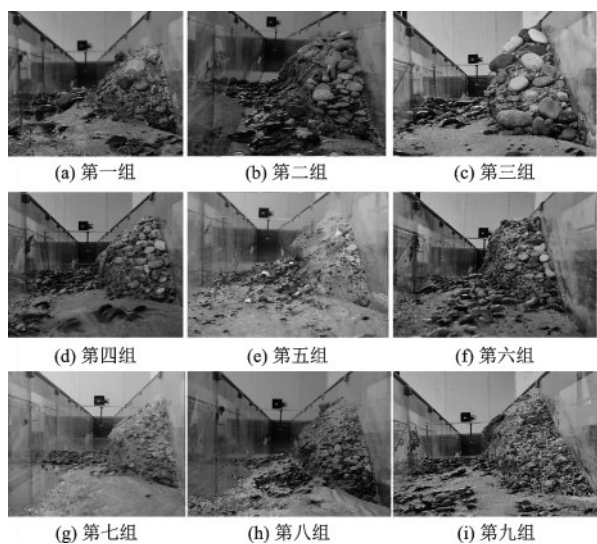 (a) 第一组
(b) 第二组
(c) 第三组
(d) 第四组
(e) 第五组
(f) 第六组
(g) 第七组
(h) 第八组
(i) 第九组